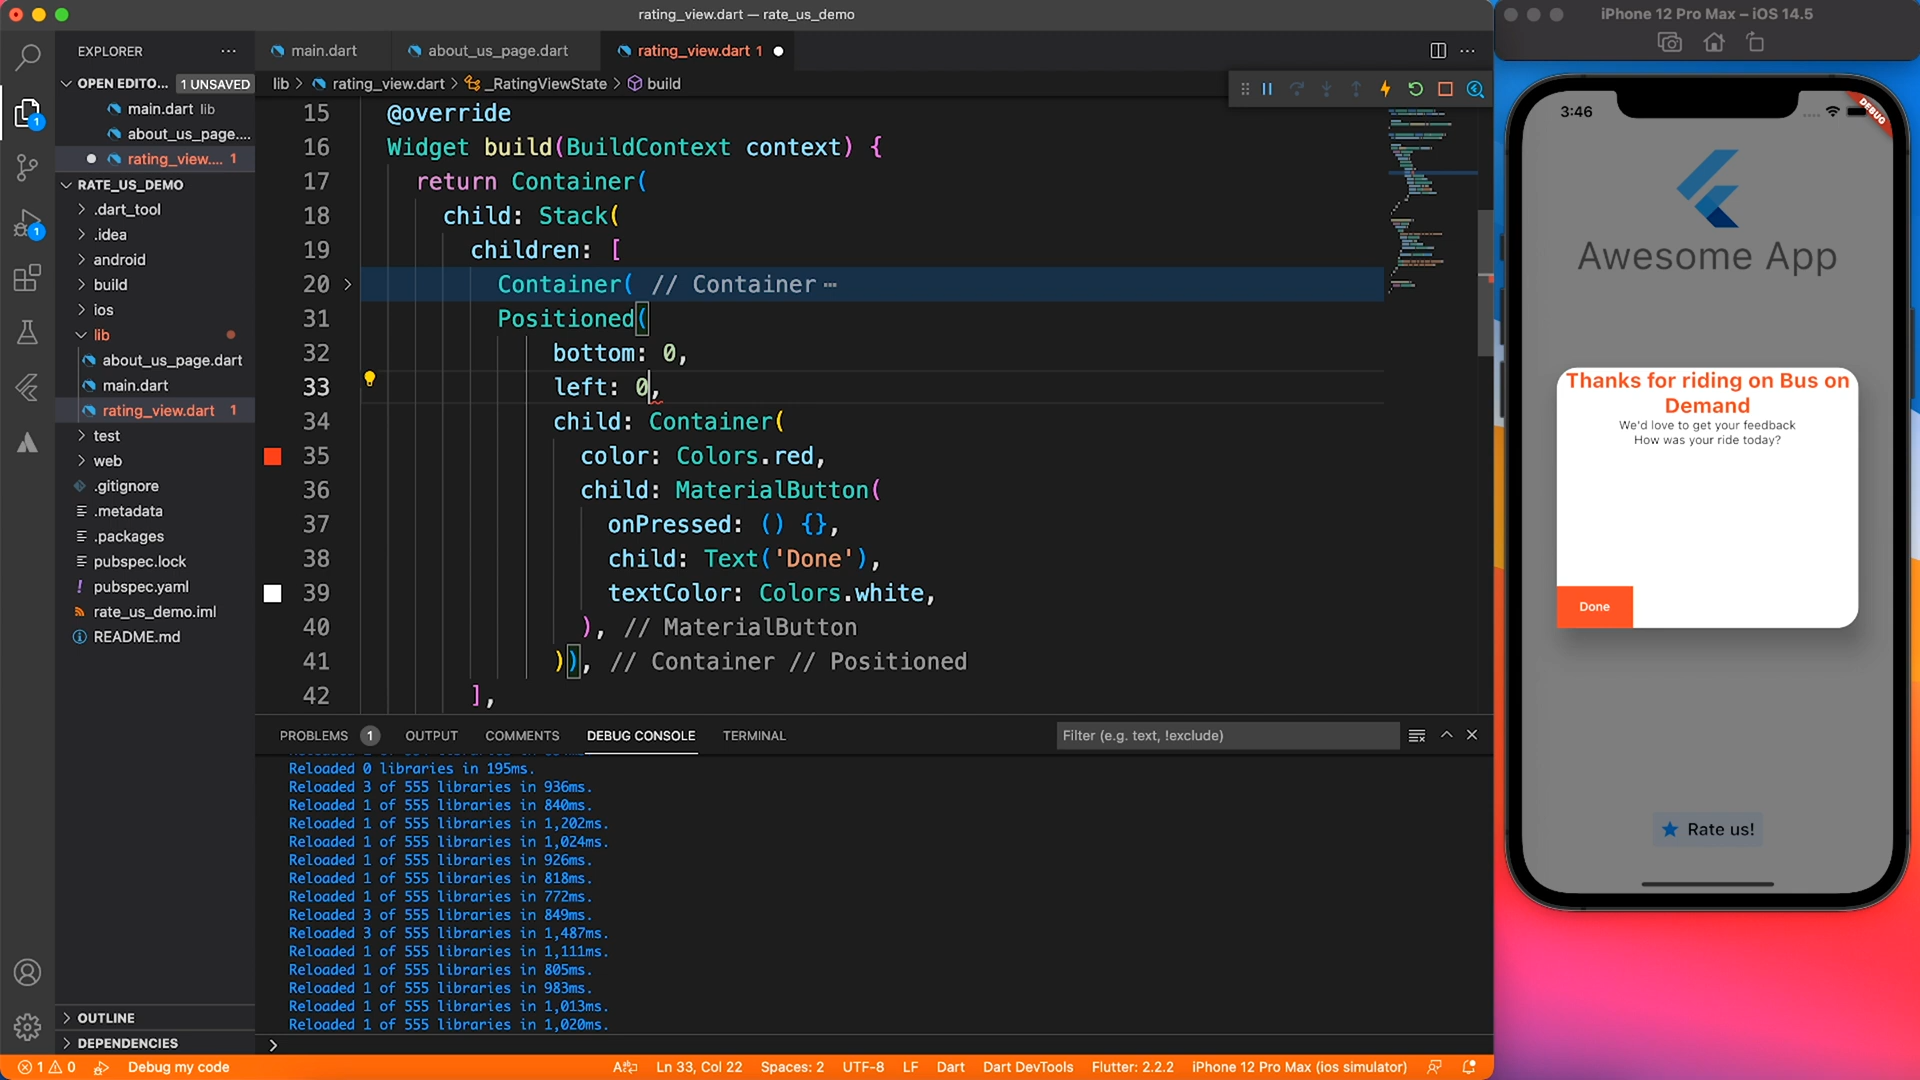 rating_view.dart — rate_us_demo
EXPLORER
OPEN EDITO... 1 UNSAVED
main.dart lib
about_us_page....
rating_view.... 1
RATE_US_DEMO
.dart_tool
.idea
android
build
ios
lib
about_us_page.dart
main.dart
rating_view.dart 1
test
web
.gitignore
.metadata
.packages
pubspec.lock
pubspec.yaml
rate_us_demo.iml
README.md
OUTLINE
DEPENDENCIES
main.dart
about_us_page.dart
rating_view.dart 1
lib > rating_view.dart > _RatingViewState > build
15 @override
16 Widget build(BuildContext context) {
17 return Container(
18 child: Stack(
19 children: [
20 Container( // Container ⋯
31 Positioned(
32 bottom: 0,
33 left: 0,
34 child: Container(
35 color: Colors.red,
36 child: MaterialButton(
37 onPressed: () {},
38 child: Text('Done'),
39 textColor: Colors.white,
40 ), // MaterialButton
41 )), // Container // Positioned
42 ],
PROBLEMS 1 OUTPUT COMMENTS DEBUG CONSOLE TERMINAL
Filter (e.g. text, !exclude)
Reloaded 0 libraries in 195ms.
Reloaded 3 of 555 libraries in 936ms.
Reloaded 1 of 555 libraries in 840ms.
Reloaded 1 of 555 libraries in 1,202ms.
Reloaded 1 of 555 libraries in 1,024ms.
Reloaded 1 of 555 libraries in 926ms.
Reloaded 1 of 555 libraries in 818ms.
Reloaded 1 of 555 libraries in 772ms.
Reloaded 3 of 555 libraries in 849ms.
Reloaded 3 of 555 libraries in 1,487ms.
Reloaded 1 of 555 libraries in 1,111ms.
Reloaded 1 of 555 libraries in 805ms.
Reloaded 1 of 555 libraries in 983ms.
Reloaded 1 of 555 libraries in 1,013ms.
Reloaded 1 of 555 libraries in 1,020ms.
1 0 Debug my code
Ln 33, Col 22 Spaces: 2 UTF-8 LF Dart Dart DevTools Flutter: 2.2.2 iPhone 12 Pro Max (ios simulator)
iPhone 12 Pro Max – iOS 14.5
3:46
DEBUG
Awesome App
Thanks for riding on Bus on
Demand
We'd love to get your feedback
How was your ride today?
Done
Rate us!